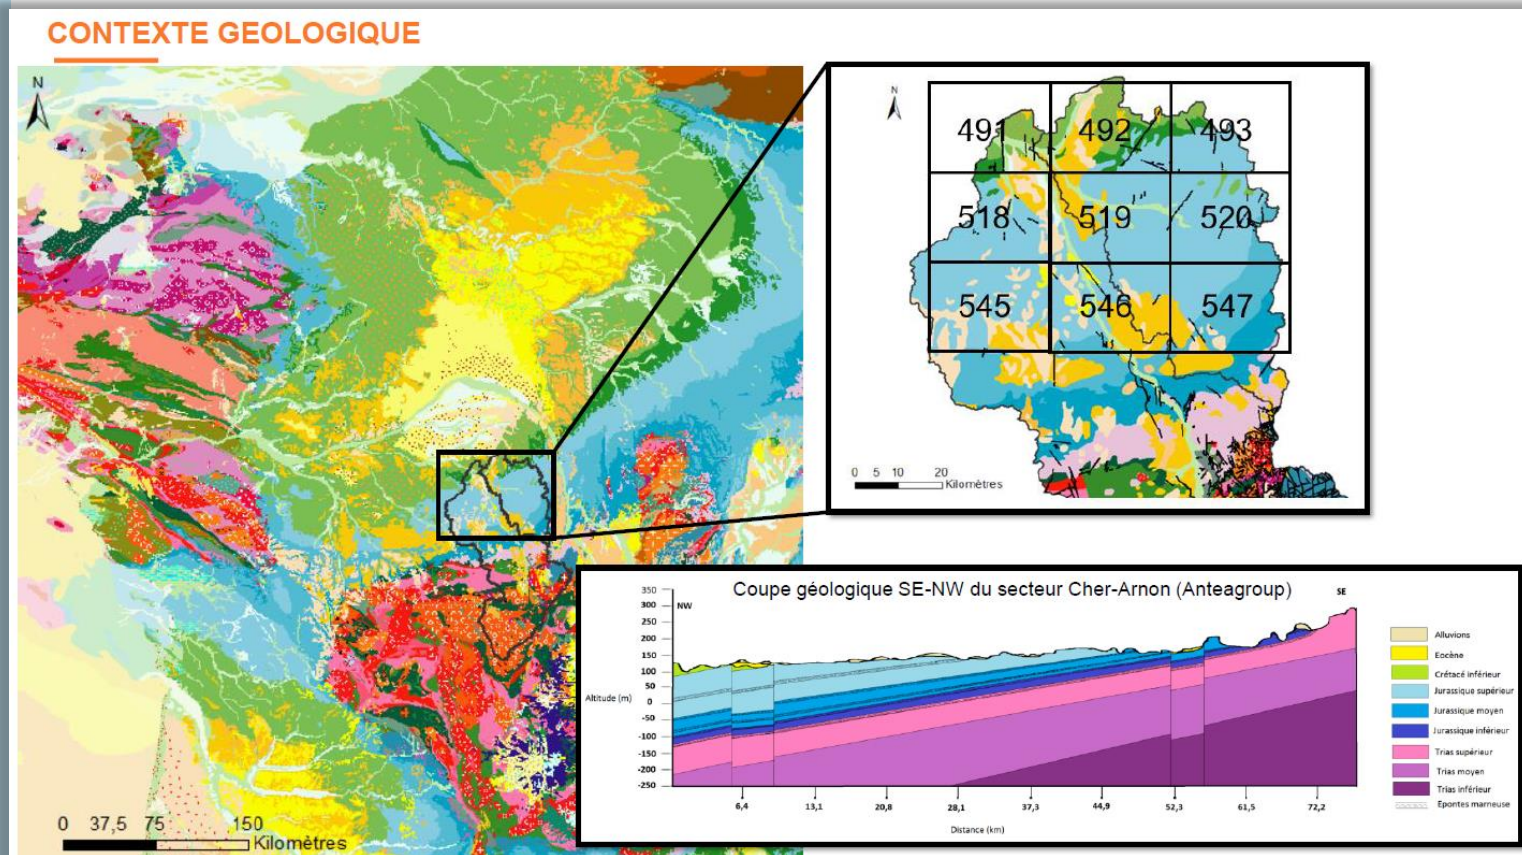 CONTEXTE GEOLOGIQUE
N
0 37,5 75 150
Kilomètres
N
491 492 493
518 519 520
545 546 547
0 5 10 20
Kilomètres
Coupe géologique SE-NW du secteur Cher-Arnon (Anteagroup)
NW
SE
350
300
250
200
150
100
50
0
-50
-100
-150
-200
-250
Altitude (m)
6,4 13,1 20,8 28,1 37,3 44,9 52,3 61,5 72,2
Distance (km)
Alluvions
Eocène
Crétacé inférieur
Jurassique supérieur
Jurassique moyen
Jurassique inférieur
Trias supérieur
Trias moyen
Trias inférieur
Epontes marneuse